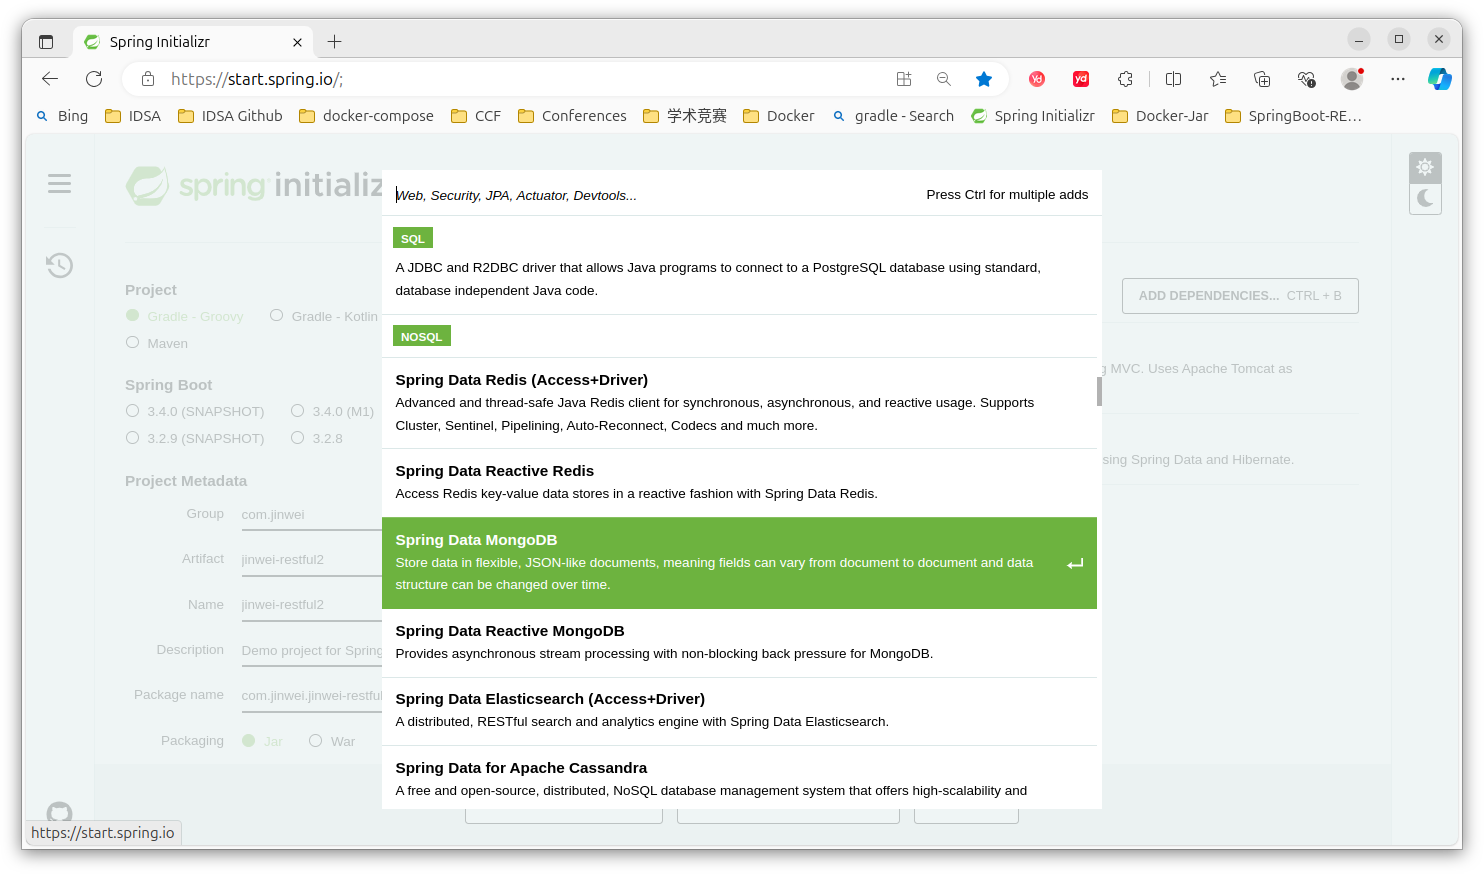 Spring Initializr
https://start.spring.io/;
Bing
IDSA
IDSA Github
docker-compose
CCF
Conferences
学术竞赛
Docker
gradle - Search
Spring Initializr
Docker-Jar
SpringBoot-RE...
spring initializ
Web, Security, JPA, Actuator, Devtools...
Press Ctrl for multiple adds
SQL
A JDBC and R2DBC driver that allows Java programs to connect to a PostgreSQL database using standard,
database independent Java code.
NOSQL
Spring Data Redis (Access+Driver)
Advanced and thread-safe Java Redis client for synchronous, asynchronous, and reactive usage. Supports
Cluster, Sentinel, Pipelining, Auto-Reconnect, Codecs and much more.
Spring Data Reactive Redis
Access Redis key-value data stores in a reactive fashion with Spring Data Redis.
Spring Data MongoDB
Store data in flexible, JSON-like documents, meaning fields can vary from document to document and data
structure can be changed over time.
Spring Data Reactive MongoDB
Provides asynchronous stream processing with non-blocking back pressure for MongoDB.
Spring Data Elasticsearch (Access+Driver)
A distributed, RESTful search and analytics engine with Spring Data Elasticsearch.
Spring Data for Apache Cassandra
A free and open-source, distributed, NoSQL database management system that offers high-scalability and
Project
Gradle - Groovy
Gradle - Kotlin
Maven
Spring Boot
3.4.0 (SNAPSHOT)
3.4.0 (M1)
3.2.9 (SNAPSHOT)
3.2.8
Project Metadata
Group
com.jinwei
Artifact
jinwei-restful2
Name
jinwei-restful2
Description
Demo project for Spring
Package name
com.jinwei.jinwei-restful
Packaging
Jar
War
ADD DEPENDENCIES... CTRL + B
MVC. Uses Apache Tomcat as
sing Spring Data and Hibernate.
https://start.spring.io